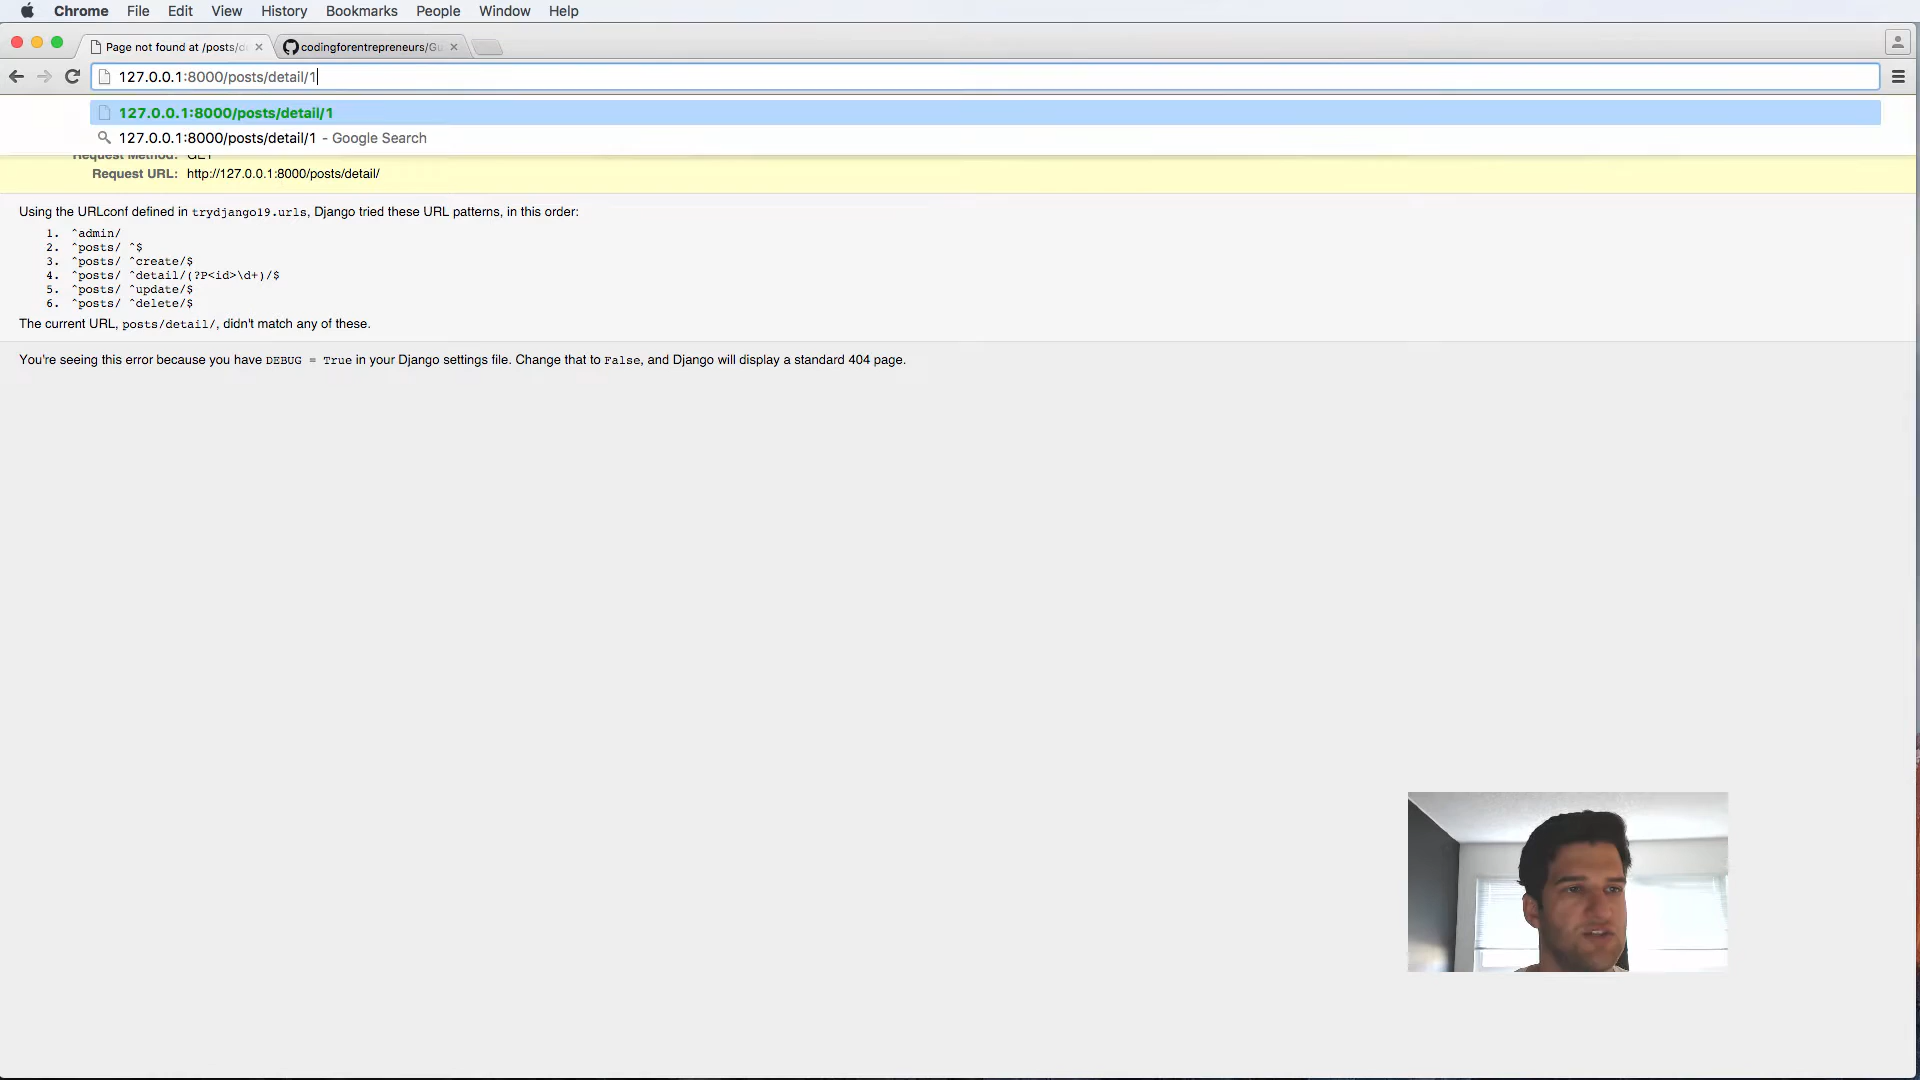 Chrome File Edit View History Bookmarks People Window Help
Page not found at /posts/de
codingforentrepreneurs/Gu
127.0.0.1:8000/posts/detail/1
127.0.0.1:8000/posts/detail/1
127.0.0.1:8000/posts/detail/1 - Google Search
Request Method: GET
Request URL: http://127.0.0.1:8000/posts/detail/
Using the URLconf defined in trydjango19.urls, Django tried these URL patterns, in this order:
1. ^admin/
2. ^posts/ ^$
3. ^posts/ ^create/$
4. ^posts/ ^detail/(?P<id>\d+)/$
5. ^posts/ ^update/$
6. ^posts/ ^delete/$
The current URL, posts/detail/, didn't match any of these.
You're seeing this error because you have DEBUG = True in your Django settings file. Change that to False, and Django will display a standard 404 page.